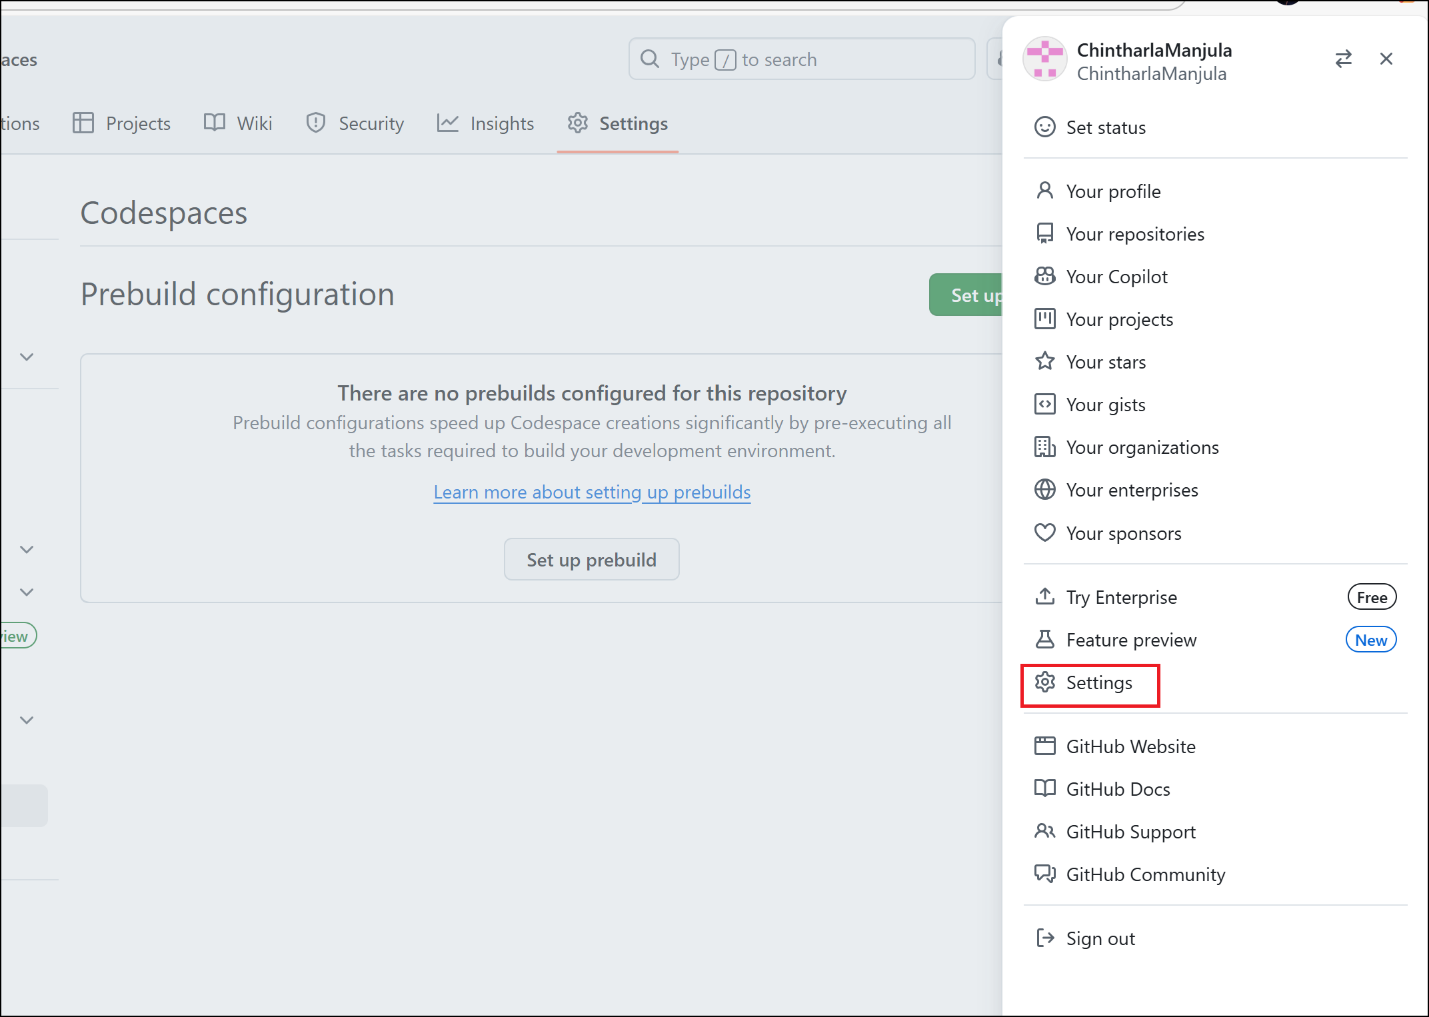 aces
Type / to search
tions
Projects
Wiki
Security
Insights
Settings
Codespaces
Prebuild configuration
Set up
There are no prebuilds configured for this repository
Prebuild configurations speed up Codespace creations significantly by pre-executing all
the tasks required to build your development environment.
Learn more about setting up prebuilds
Set up prebuild
view
ChintharlaManjula
ChintharlaManjula
Set status
Your profile
Your repositories
Your Copilot
Your projects
Your stars
Your gists
Your organizations
Your enterprises
Your sponsors
Try Enterprise
Free
Feature preview
New
Settings
GitHub Website
GitHub Docs
GitHub Support
GitHub Community
Sign out